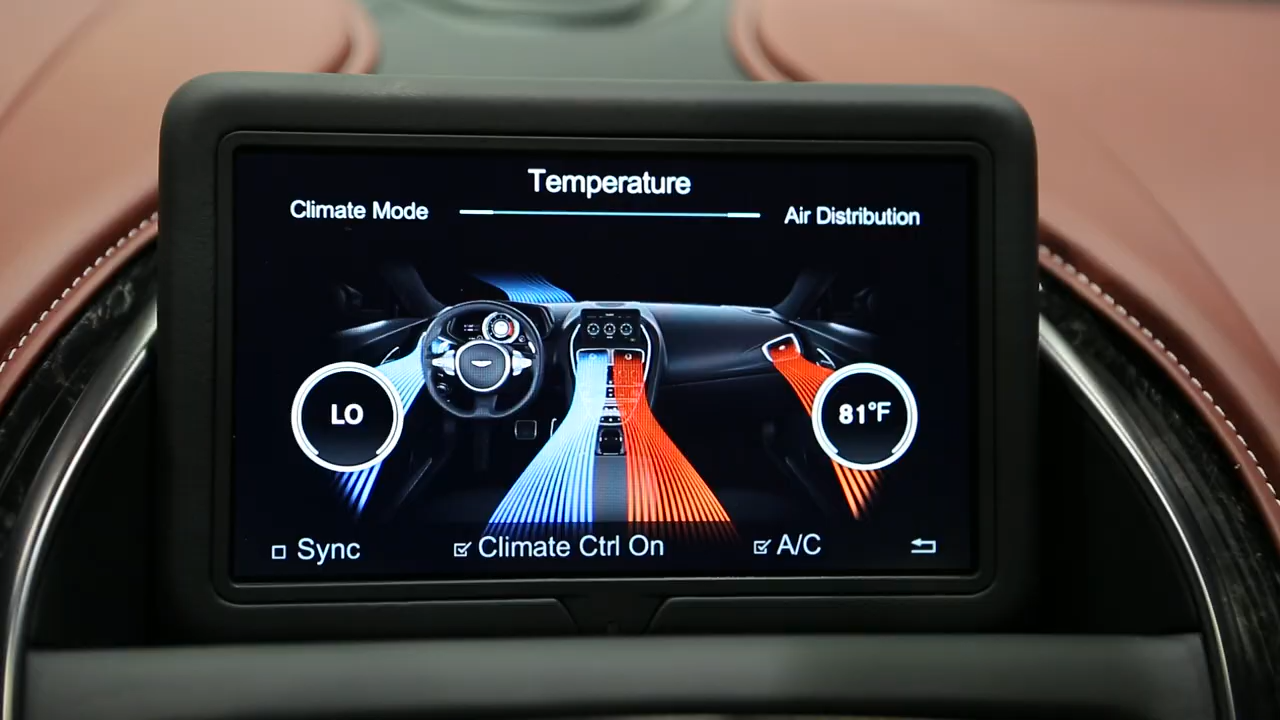 Temperature
Climate Mode
Air Distribution
LO
81°F
Sync
Climate Ctrl On
A/C